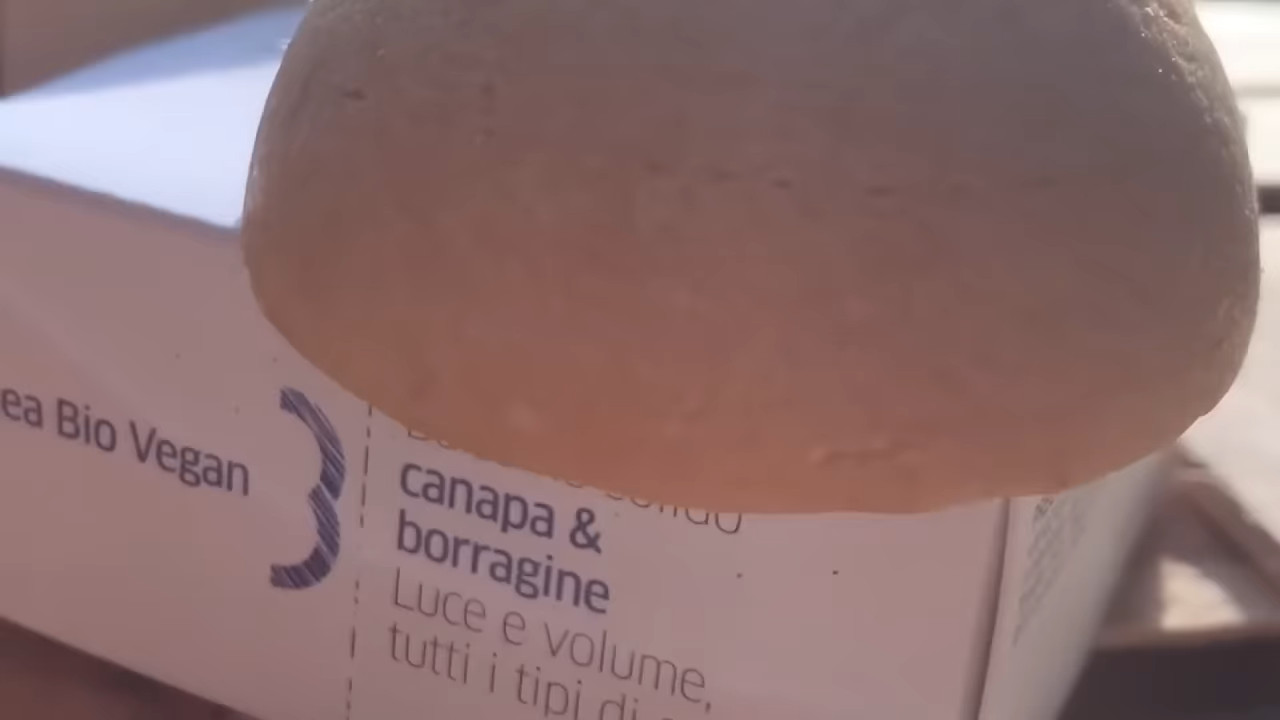 ea Bio Vegan
canapa &
borragine
Luce e volume,
tutti i tipi di